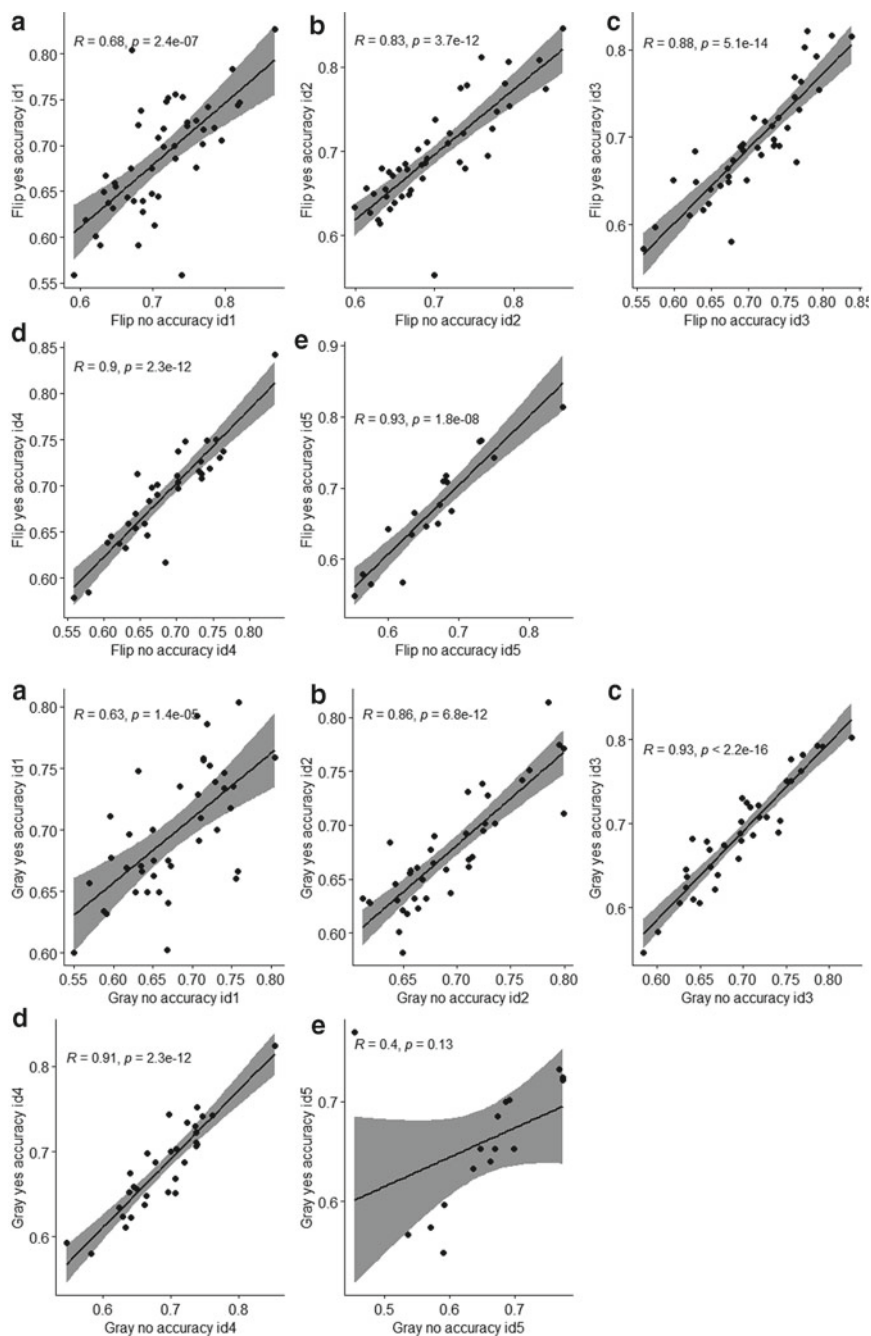 a
R = 0.68, p = 2.4e-07
0.80
0.75
0.70
0.65
0.60
0.55
Flip yes accuracy id1
0.6 0.7 0.8
Flip no accuracy id1
b
R = 0.83, p = 3.7e-12
0.8
0.7
0.6
Flip yes accuracy id2
0.6 0.7 0.8
Flip no accuracy id2
c
R = 0.88, p = 5.1e-14
0.8
0.7
0.6
Flip yes accuracy id3
0.55 0.60 0.65 0.70 0.75 0.80 0.85
Flip no accuracy id3
d
R = 0.9, p = 2.3e-12
0.85
0.80
0.75
0.70
0.65
0.60
Flip yes accuracy id4
0.55 0.60 0.65 0.70 0.75 0.80
Flip no accuracy id4
e
R = 0.93, p = 1.8e-08
0.9
0.8
0.7
0.6
Flip yes accuracy id5
0.6 0.7 0.8
Flip no accuracy id5
a
R = 0.63, p = 1.4e-05
0.80
0.75
0.70
0.65
0.60
Gray yes accuracy id1
0.55 0.60 0.65 0.70 0.75 0.80
Gray no accuracy id1
b
R = 0.86, p = 6.8e-12
0.80
0.75
0.70
0.65
0.60
Gray yes accuracy id2
0.65 0.70 0.75 0.80
Gray no accuracy id2
c
R = 0.93, p < 2.2e-16
0.8
0.7
0.6
Gray yes accuracy id3
0.60 0.65 0.70 0.75 0.80
Gray no accuracy id3
d
R = 0.91, p = 2.3e-12
0.8
0.7
0.6
Gray yes accuracy id4
0.6 0.7 0.8
Gray no accuracy id4
e
R = 0.4, p = 0.13
0.7
0.6
Gray yes accuracy id5
0.5 0.6 0.7
Gray no accuracy id5